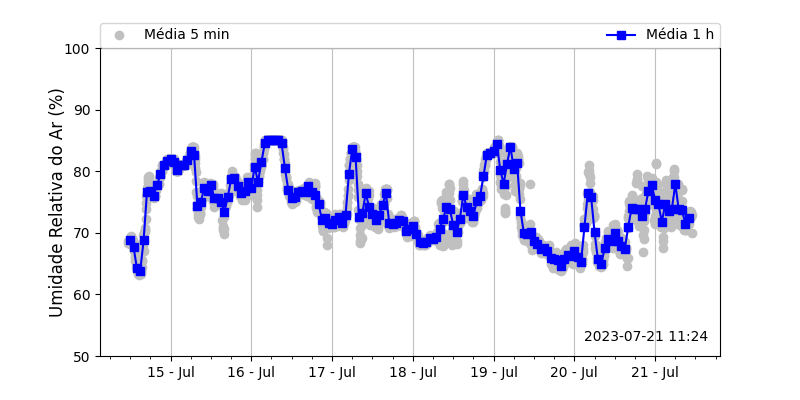 Média 5 min
Média 1 h
100
90
80
70
60
50
Umidade Relativa do Ar (%)
2023-07-21 11:24
15 - Jul
16 - Jul
17 - Jul
18 - Jul
19 - Jul
20 - Jul
21 - Jul